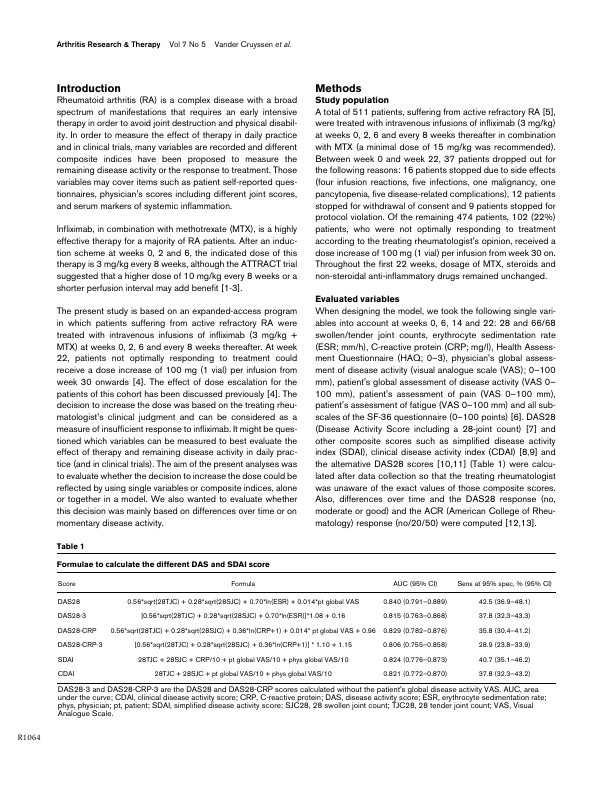 Arthritis Research & Therapy Vol 7 No 5 Vander Cruyssen et al.
Introduction
Rheumatoid arthritis (RA) is a complex disease with a broad
spectrum of manifestations that requires an early intensive
therapy in order to avoid joint destruction and physical disabil-
ity. In order to measure the effect of therapy in daily practice
and in clinical trials, many variables are recorded and different
composite indices have been proposed to measure the
remaining disease activity or the response to treatment. Those
variables may cover items such as patient self-reported ques-
tionnaires, physician's scores including different joint scores,
and serum markers of systemic inflammation.
Infliximab, in combination with methotrexate (MTX), is a highly
effective therapy for a majority of RA patients. After an induc-
tion scheme at weeks 0, 2 and 6, the indicated dose of this
therapy is 3 mg/kg every 8 weeks, although the ATTRACT trial
suggested that a higher dose of 10 mg/kg every 8 weeks or a
shorter perfusion interval may add benefit [1-3].
The present study is based on an expanded-access program
in which patients suffering from active refractory RA were
treated with intravenous infusions of infliximab (3 mg/kg +
MTX) at weeks 0, 2, 6 and every 8 weeks thereafter. At week
22, patients not optimally responding to treatment could
receive a dose increase of 100 mg (1 vial) per infusion from
week 30 onwards [4]. The effect of dose escalation for the
patients of this cohort has been discussed previously [4]. The
decision to increase the dose was based on the treating rheu-
matologist's clinical judgment and can be considered as a
measure of insufficient response to infliximab. It might be ques-
tioned which variables can be measured to best evaluate the
effect of therapy and remaining disease activity in daily prac-
tice (and in clinical trials). The aim of the present analyses was
to evaluate whether the decision to increase the dose could be
reflected by using single variables or composite indices, alone
or together in a model. We also wanted to evaluate whether
this decision was mainly based on differences over time or on
momentary disease activity.
Methods
Study population
A total of 511 patients, suffering from active refractory RA [5],
were treated with intravenous infusions of infliximab (3 mg/kg)
at weeks 0, 2, 6 and every 8 weeks thereafter in combination
with MTX (a minimal dose of 15 mg/kg was recommended).
Between week 0 and week 22, 37 patients dropped out for
the following reasons: 16 patients stopped due to side effects
(four infusion reactions, five infections, one malignancy, one
pancytopenia, five disease-related complications), 12 patients
stopped for withdrawal of consent and 9 patients stopped for
protocol violation. Of the remaining 474 patients, 102 (22%)
patients, who were not optimally responding to treatment
according to the treating rheumatologist's opinion, received a
dose increase of 100 mg (1 vial) per infusion from week 30 on.
Throughout the first 22 weeks, dosage of MTX, steroids and
non-steroidal anti-inflammatory drugs remained unchanged.
Evaluated variables
When designing the model, we took the following single vari-
ables into account at weeks 0, 6, 14 and 22: 28 and 66/68
swollen/tender joint counts, erythrocyte sedimentation rate
(ESR; mm/h), C-reactive protein (CRP; mg/l), Health Assess-
ment Questionnaire (HAQ; 0–3), physician's global assess-
ment of disease activity (visual analogue scale (VAS); 0–100
mm), patient's global assessment of disease activity (VAS 0–
100 mm), patient's assessment of pain (VAS 0–100 mm),
patient's assessment of fatigue (VAS 0–100 mm) and all sub-
scales of the SF-36 questionnaire (0–100 points) [6]. DAS28
(Disease Activity Score including a 28-joint count) [7] and
other composite scores such as simplified disease activity
index (SDAI), clinical disease activity index (CDAI) [8,9] and
the alternative DAS28 scores [10,11] (Table 1) were calcu-
lated after data collection so that the treating rheumatologist
was unaware of the exact values of those composite scores.
Also, differences over time and the DAS28 response (no,
moderate or good) and the ACR (American College of Rheu-
matology) response (no/20/50) were computed [12,13].
Table 1
Formulae to calculate the different DAS and SDAI score
Score Formula AUC (95% CI) Sens at 95% spec, % (95% CI)
DAS28 0.56*sqrt(28TJC) + 0.28*sqrt(28SJC) + 0.70*ln(ESR) + 0.014*pt global VAS 0.840 (0.791–0.889) 42.5 (36.9–48.1)
DAS28-3 [0.56*sqrt(28TJC) + 0.28*sqrt(28SJC) + 0.70*ln(ESR)]*1.08 + 0.16 0.815 (0.763–0.868) 37.8 (32.3–43.3)
DAS28-CRP 0.56*sqrt(28TJC) + 0.28*sqrt(28SJC) + 0.36*ln(CRP+1) + 0.014* pt global VAS + 0.96 0.829 (0.782–0.876) 35.8 (30.4–41.2)
DAS28-CRP-3 [0.56*sqrt(28TJC) + 0.28*sqrt(28SJC) + 0.36*ln(CRP+1)] * 1.10 + 1.15 0.806 (0.755–0.858) 28.9 (23.8–33.9)
SDAI 28TJC + 28SJC + CRP/10 + pt global VAS/10 + phys global VAS/10 0.824 (0.776–0.873) 40.7 (35.1–46.2)
CDAI 28TJC + 28SJC + pt global VAS/10 + phys global VAS/10 0.821 (0.772–0.870) 37.8 (32.3–43.2)
DAS28-3 and DAS28-CRP-3 are the DAS28 and DAS28-CRP scores calculated without the patient's global disease activity VAS. AUC, area
under the curve; CDAI, clinical disease activity score; CRP, C-reactive protein; DAS, disease activity score; ESR, erythrocyte sedimentation rate;
phys, physician; pt, patient; SDAI, simplified disease activity score; SJC28, 28 swollen joint count; TJC28, 28 tender joint count; VAS, Visual
Analogue Scale.
R1064